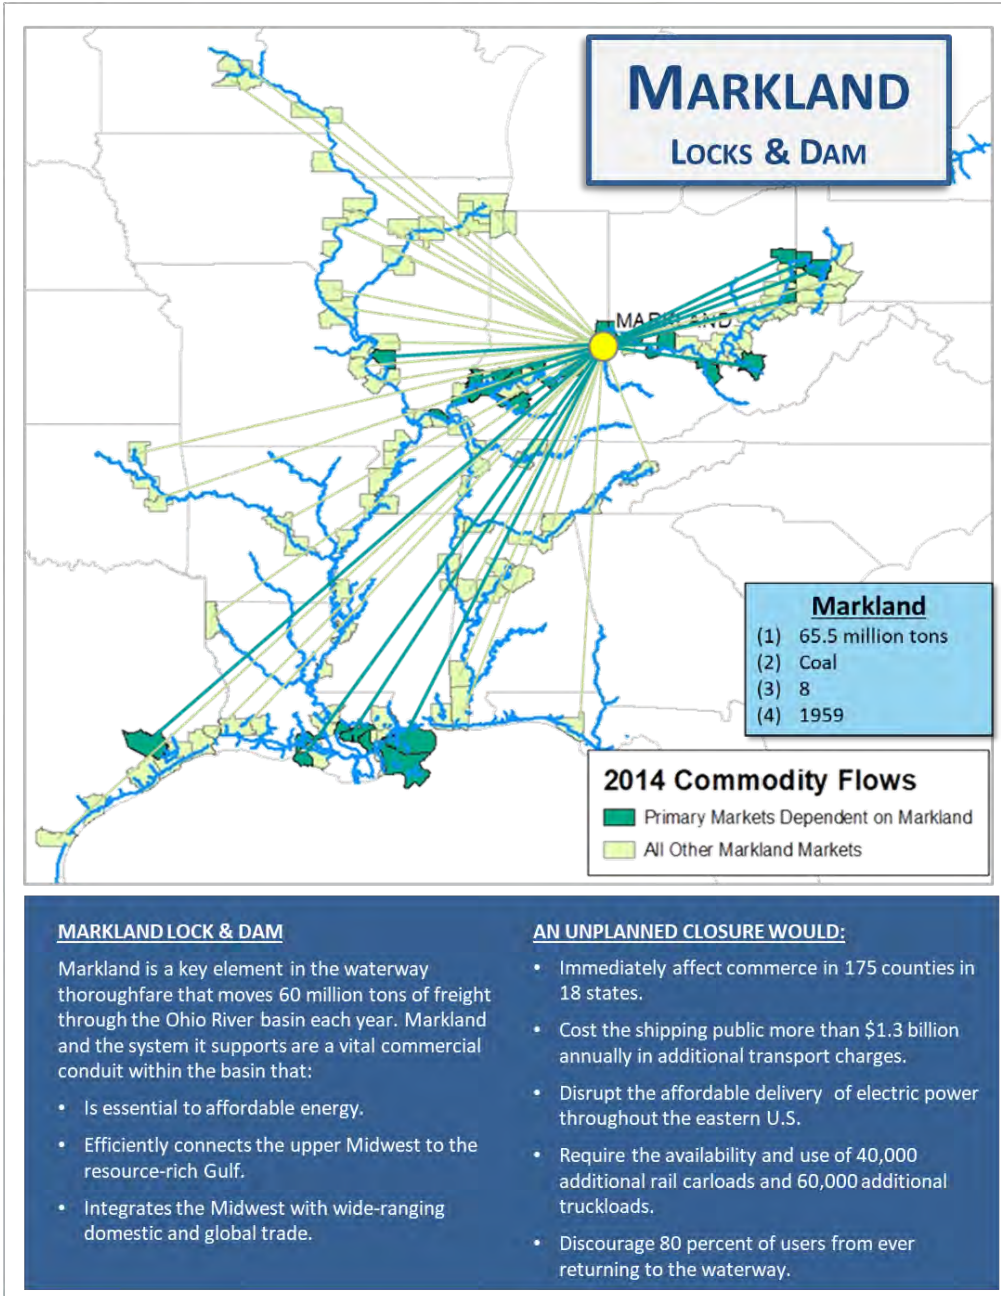 MARKLAND
LOCKS & DAM
MARKLAND
Markland
(1) 65.5 million tons
(2) Coal
(3) 8
(4) 1959
2014 Commodity Flows
Primary Markets Dependent on Markland
All Other Markland Markets
MARKLAND LOCK & DAM
Markland is a key element in the waterway
thoroughfare that moves 60 million tons of freight
through the Ohio River basin each year. Markland
and the system it supports are a vital commercial
conduit within the basin that:
• Is essential to affordable energy.
• Efficiently connects the upper Midwest to the
resource-rich Gulf.
• Integrates the Midwest with wide-ranging
domestic and global trade.
AN UNPLANNED CLOSURE WOULD:
• Immediately affect commerce in 175 counties in
18 states.
• Cost the shipping public more than $1.3 billion
annually in additional transport charges.
• Disrupt the affordable delivery of electric power
throughout the eastern U.S.
• Require the availability and use of 40,000
additional rail carloads and 60,000 additional
truckloads.
• Discourage 80 percent of users from ever
returning to the waterway.